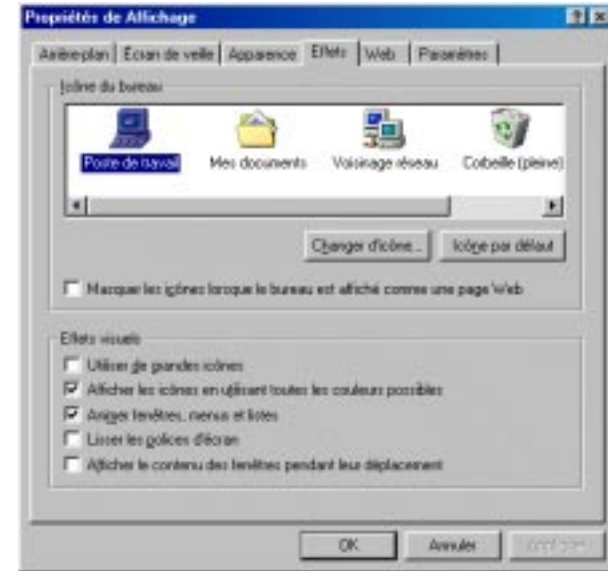 Propriétés de Affichage
Arrière-plan Écran de veille Apparence Effets Web Paramètres
Icône du bureau
Poste de travail Mes documents Voisinage réseau Corbeille (pleine)
Changer d'icône... Icône par défaut
Masquer les icônes lorsque le bureau est affiché comme une page Web
Effets visuels
Utiliser de grandes icônes
Afficher les icônes en utilisant toutes les couleurs possibles
Animer fenêtres, menus et listes
Lisser les polices d'écran
Afficher le contenu des fenêtres pendant leur déplacement
OK Annuler Appliquer